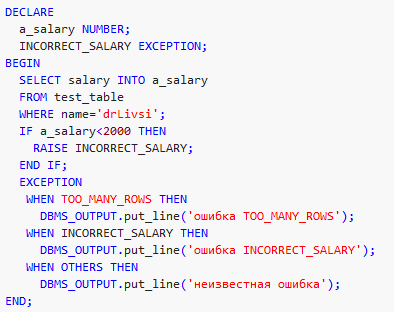 DECLARE
  a_salary NUMBER;
  INCORRECT_SALARY EXCEPTION;
BEGIN
  SELECT salary INTO a_salary
  FROM test_table
  WHERE name='drLivsi';
  IF a_salary<2000 THEN
    RAISE INCORRECT_SALARY;
  END IF;
  EXCEPTION
   WHEN TOO_MANY_ROWS THEN
     DBMS_OUTPUT.put_line('ошибка TOO_MANY_ROWS');
   WHEN INCORRECT_SALARY THEN
     DBMS_OUTPUT.put_line('ошибка INCORRECT_SALARY');
   WHEN OTHERS THEN
     DBMS_OUTPUT.put_line('неизвестная ошибка');
END;